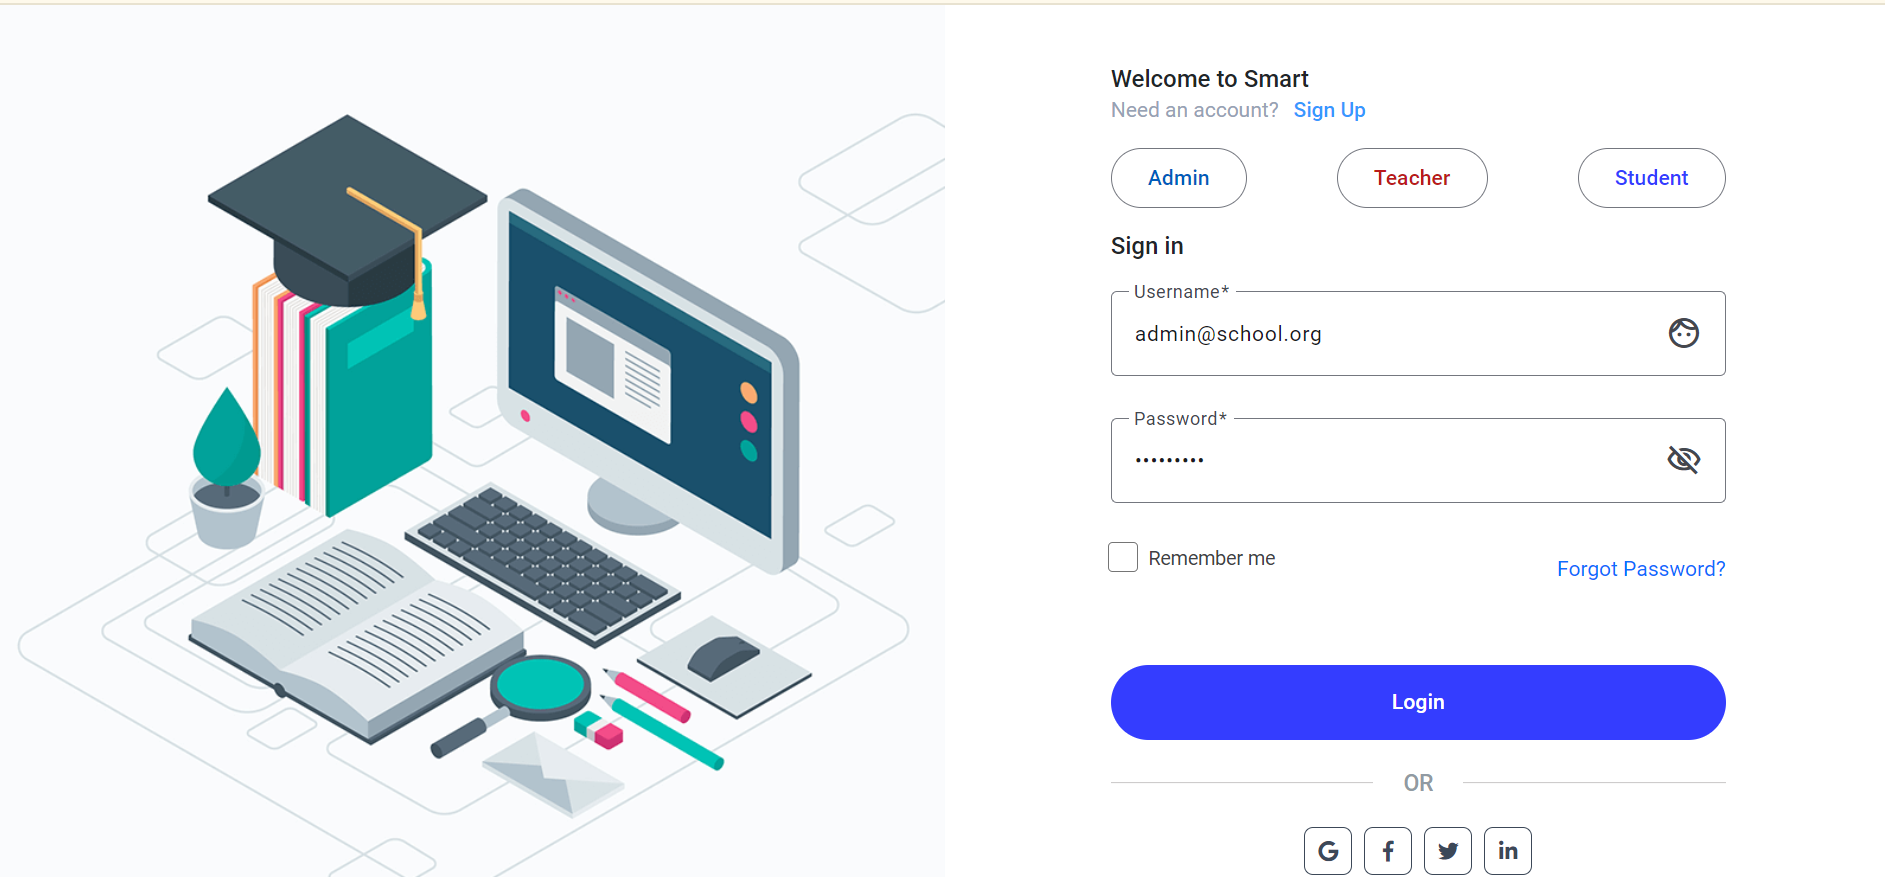 Welcome to Smart
Need an account? Sign Up
Admin Teacher Student
Sign in
Username*
admin@school.org
Password*
•••••••••
Remember me
Forgot Password?
Login
OR